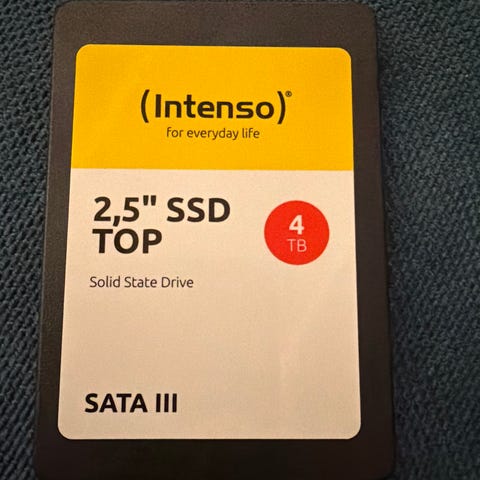 (Intenso)®
for everyday life
2,5" SSD
TOP
4
TB
Solid State Drive
SATA III